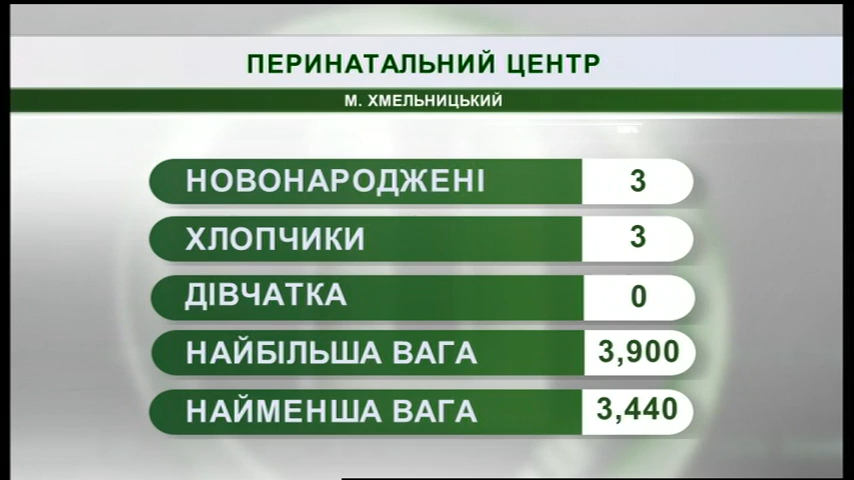 ПЕРИНАТАЛЬНИЙ ЦЕНТР
М. ХМЕЛЬНИЦЬКИЙ
НОВОНАРОДЖЕНІ 3
ХЛОПЧИКИ 3
ДІВЧАТКА 0
НАЙБІЛЬША ВАГА 3,900
НАЙМЕНША ВАГА 3,440